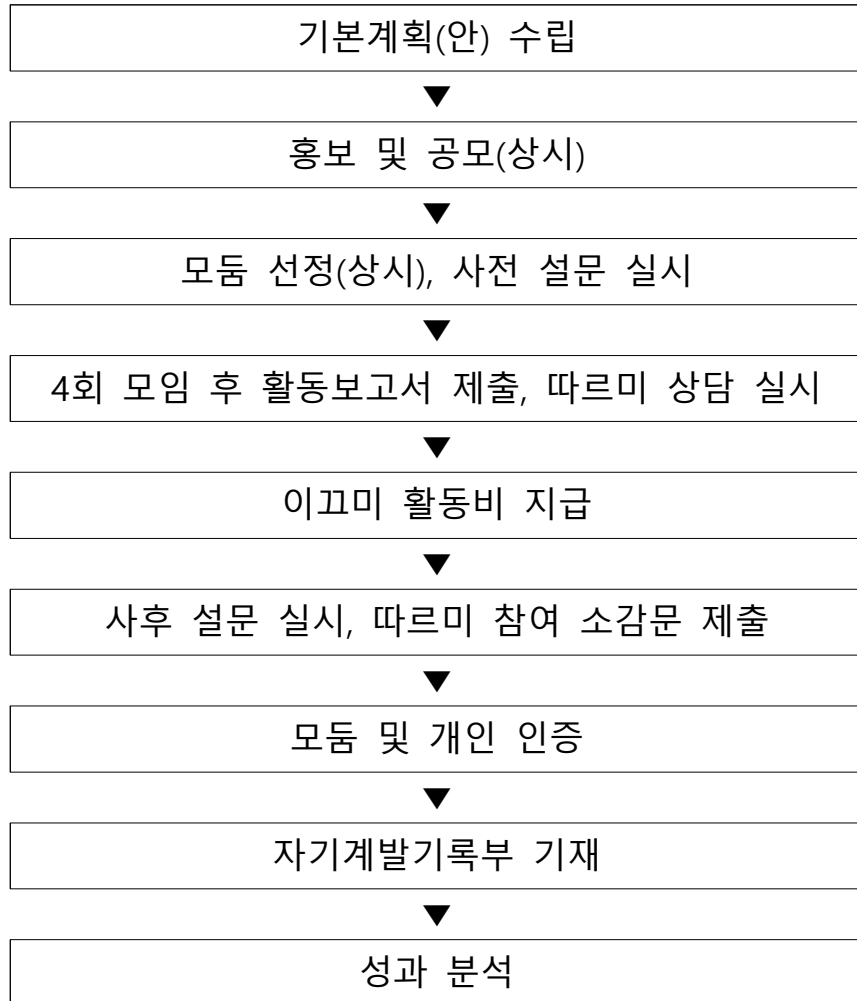 기본계획(안) 수립
▼
홍보 및 공모(상시)
▼
모둠 선정(상시), 사전 설문 실시
▼
4회 모임 후 활동보고서 제출, 따르미 상담 실시
▼
이끄미 활동비 지급
▼
사후 설문 실시, 따르미 참여 소감문 제출
▼
모둠 및 개인 인증
▼
자기계발기록부 기재
▼
성과 분석